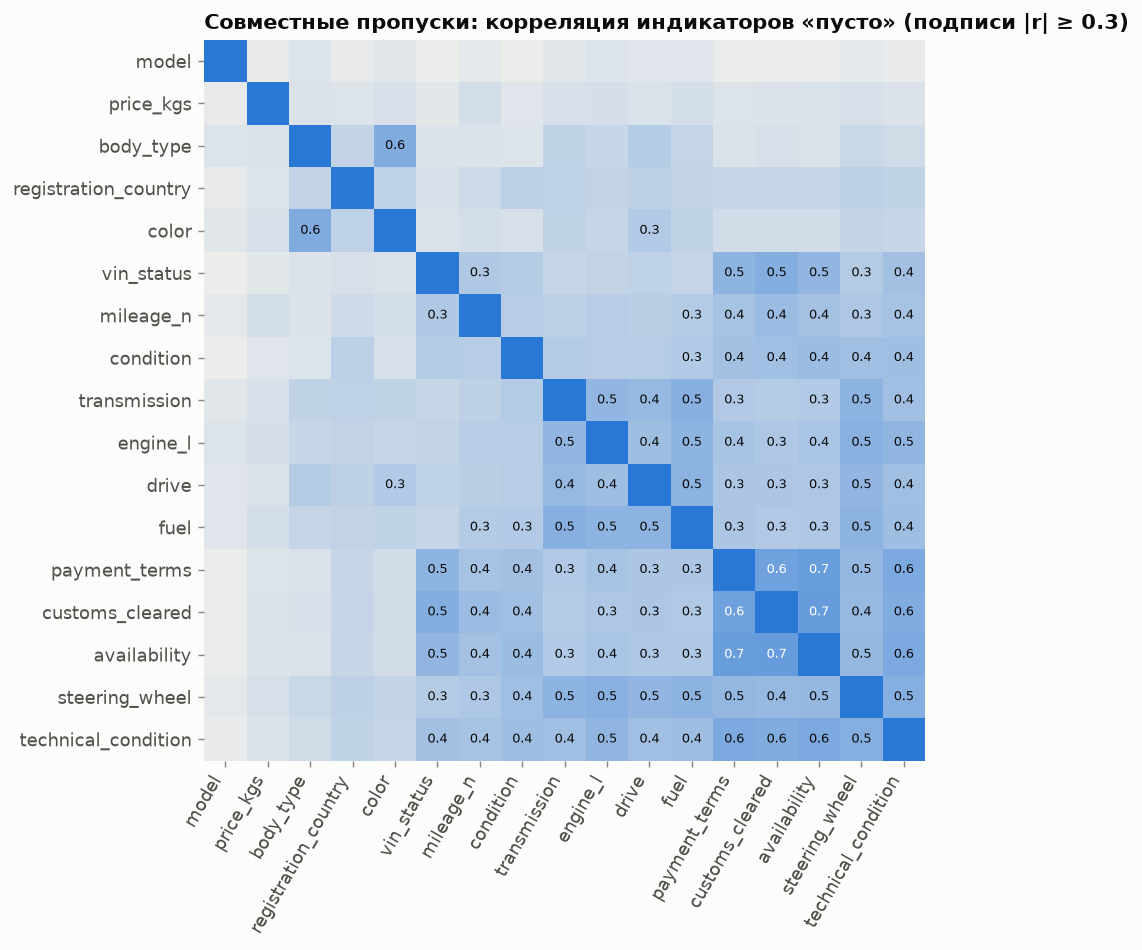 Совместные пропуски: корреляция индикаторов «пусто» (подписи |r| ≥ 0.3)
model
price_kgs
body_type 0.6
registration_country
color 0.6 0.3
vin_status 0.3 0.5 0.5 0.5 0.3 0.4
mileage_n 0.3 0.3 0.4 0.4 0.4 0.3 0.4
condition 0.3 0.4 0.4 0.4 0.4 0.4
transmission 0.5 0.4 0.5 0.3 0.3 0.5 0.4
engine_l 0.5 0.4 0.5 0.4 0.3 0.4 0.5 0.5
drive 0.3 0.4 0.4 0.5 0.3 0.3 0.3 0.5 0.4
fuel 0.3 0.3 0.5 0.5 0.5 0.3 0.3 0.3 0.5 0.4
payment_terms 0.5 0.4 0.4 0.3 0.4 0.3 0.3 0.6 0.7 0.5 0.6
customs_cleared 0.5 0.4 0.4 0.3 0.3 0.3 0.6 0.7 0.4 0.6
availability 0.5 0.4 0.4 0.3 0.4 0.3 0.3 0.7 0.7 0.5 0.6
steering_wheel 0.3 0.3 0.4 0.5 0.5 0.5 0.5 0.5 0.4 0.5 0.5
technical_condition 0.4 0.4 0.4 0.4 0.5 0.4 0.4 0.6 0.6 0.6 0.5
model
price_kgs
body_type
registration_country
color
vin_status
mileage_n
condition
transmission
engine_l
drive
fuel
payment_terms
customs_cleared
availability
steering_wheel
technical_condition